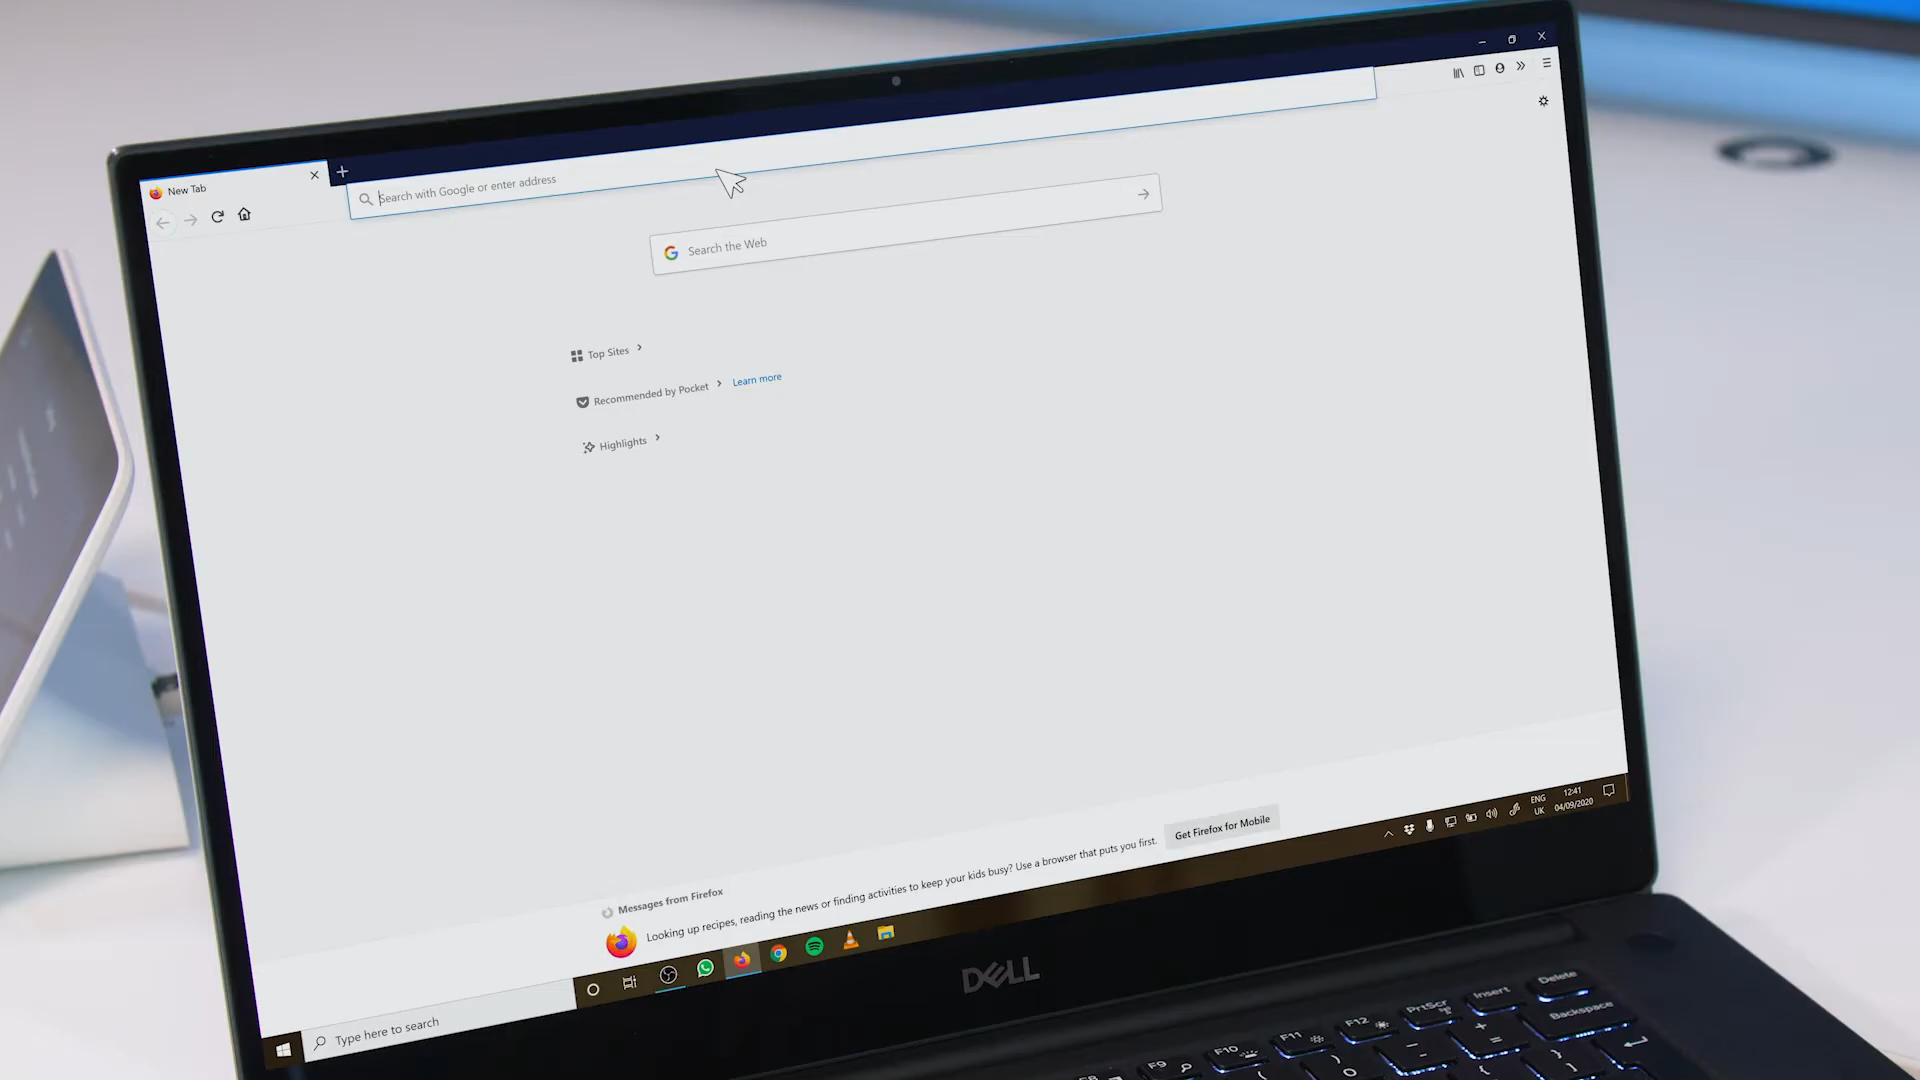 New Tab
Search with Google or enter address
Search the Web
Top Sites
Recommended by Pocket
Learn more
Highlights
Messages from Firefox
Looking up recipes, reading the news or finding activities to keep your kids busy? Use a browser that puts you first.
Get Firefox for Mobile
Type here to search
ENG
UK
12:41
04/09/2020
DELL
Delete
Insert
PrtScr
F12
F11
F10
F9
F8
Backspace